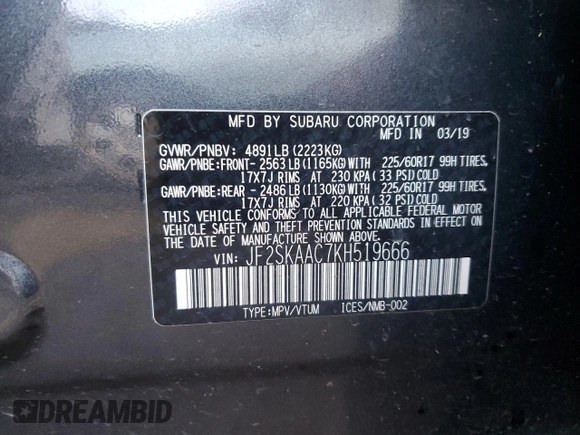 MFD BY SUBARU CORPORATION
MFD IN 03/19
GVWR/PNBV: 4891LB (2223KG)
GAWR/PNBE:FRONT- 2563LB (1165KG)WITH 225/60R17 99H TIRES,
17X7J RIMS AT 230 KPA (33 PSI)COLD
GAWR/PNBE:REAR - 2486LB (1130KG)WITH 225/60R17 99H TIRES,
17X7J RIMS AT 220 KPA (32 PSI)COLD
THIS VEHICLE CONFORMS TO ALL APPLICABLE FEDERAL MOTOR
VEHICLE SAFETY AND THEFT PREVENTION STANDARDS IN EFFECT ON
THE DATE OF MANUFACTURE SHOWN ABOVE.
VIN: JF2SKAAC7KH519666
TYPE:MPV/VTUM ICES/NMB-002
DREAMBID